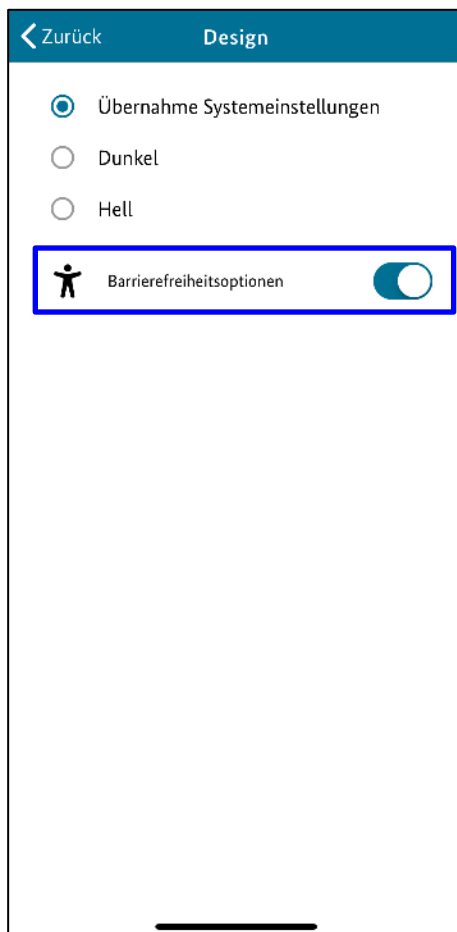 Zurück Design
Übernahme Systemeinstellungen
Dunkel
Hell
Barrierefreiheitsoptionen